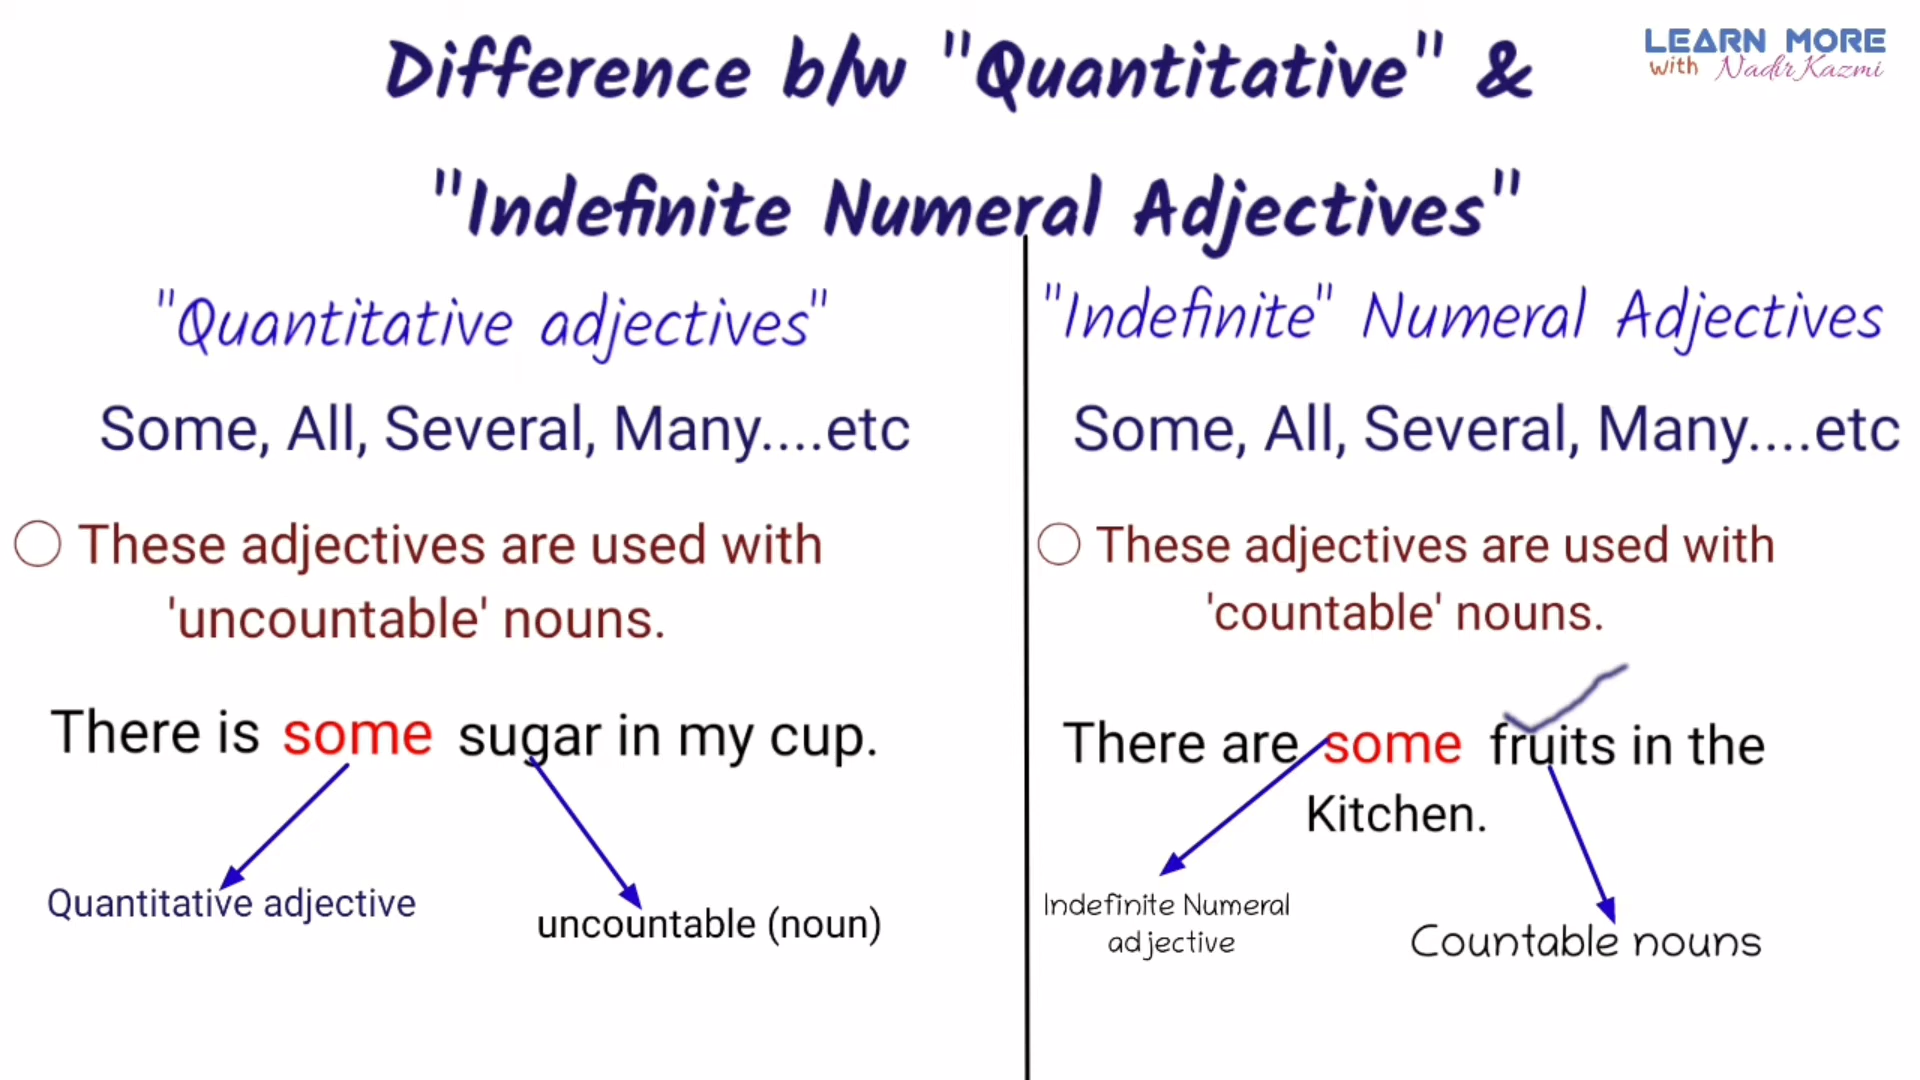 Difference b/w "Quantitative" &
"Indefinite Numeral Adjectives"
LEARN MORE
with Nadir Kazmi
"Quantitative adjectives"
Some, All, Several, Many....etc
These adjectives are used with
'uncountable' nouns.
There is some sugar in my cup.
Quantitative adjective
uncountable (noun)
"Indefinite" Numeral Adjectives
Some, All, Several, Many....etc
These adjectives are used with
'countable' nouns.
There are some fruits in the
Kitchen.
Indefinite Numeral
adjective
Countable nouns